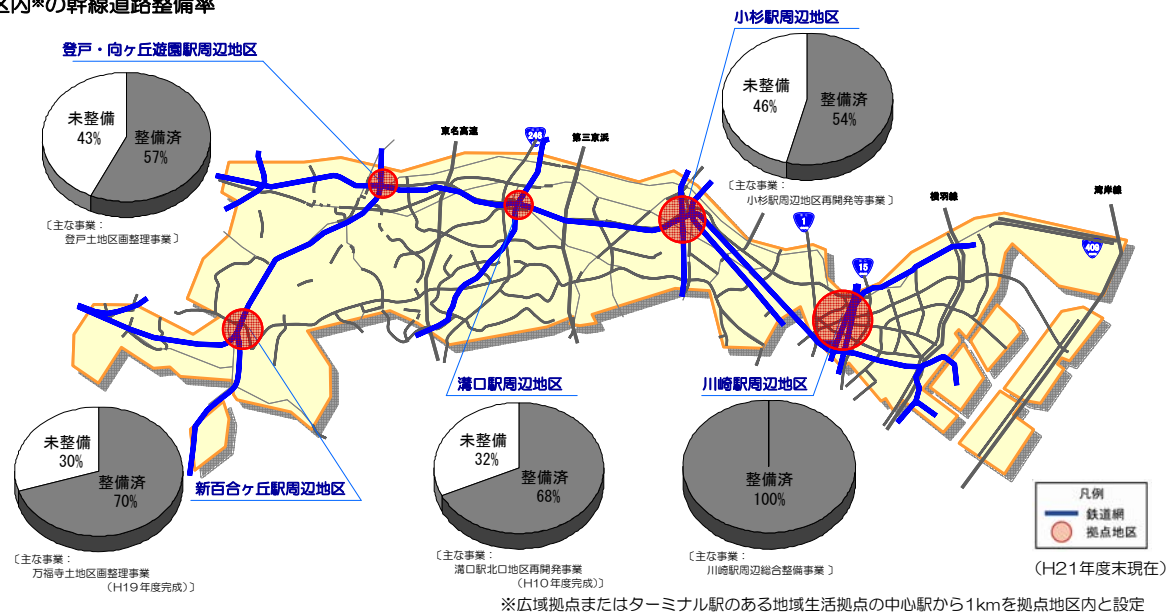 区内※の幹線道路整備率
小杉駅周辺地区
登戸・向ヶ丘遊園駅周辺地区
未整備
43%
整備済
57%
未整備
46%
整備済
54%
〔主な事業：
登戸土地区画整理事業〕
〔主な事業：
小杉駅周辺地区再開発等事業〕
東名高速
246
第三京浜
1
15
横羽線
湾岸線
409
溝口駅周辺地区
川崎駅周辺地区
新百合ヶ丘駅周辺地区
未整備
30%
整備済
70%
未整備
32%
整備済
68%
整備済
100%
〔主な事業：
万福寺土地区画整理事業
（H19年度完成）〕
〔主な事業：
溝口駅北口地区再開発事業
（H10年度完成）〕
〔主な事業：
川崎駅周辺総合整備事業〕
凡例
鉄道網
拠点地区
（H21年度末現在）
※広域拠点またはターミナル駅のある地域生活拠点の中心駅から1kmを拠点地区内と設定